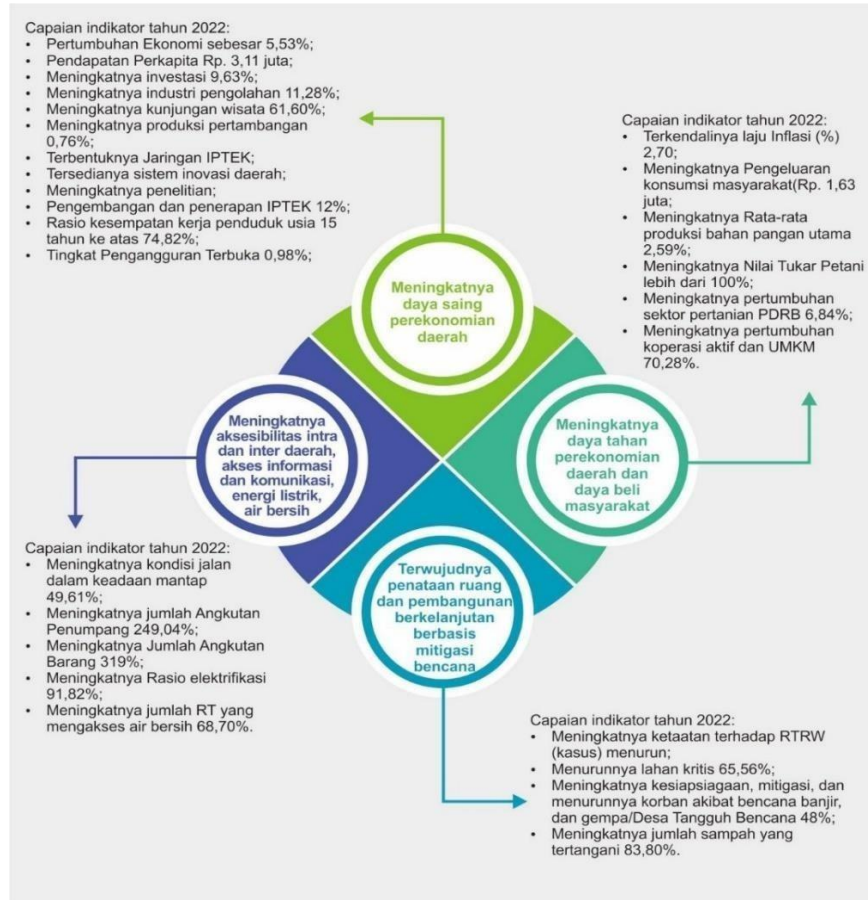 Capaian indikator tahun 2022:
• Pertumbuhan Ekonomi sebesar 5,53%;
• Pendapatan Perkapita Rp. 3,11 juta;
• Meningkatnya investasi 9,63%;
• Meningkatnya industri pengolahan 11,28%;
• Meningkatnya kunjungan wisata 61,60%;
• Meningkatnya produksi pertambangan
0,76%;
• Terbentuknya Jaringan IPTEK;
• Tersedianya sistem inovasi daerah;
• Meningkatnya penelitian;
• Pengembangan dan penerapan IPTEK 12%;
• Rasio kesempatan kerja penduduk usia 15
tahun ke atas 74,82%;
• Tingkat Pengangguran Terbuka 0,98%;
Capaian indikator tahun 2022:
• Terkendalinya laju Inflasi (%)
2,70;
• Meningkatnya Pengeluaran
konsumsi masyarakat(Rp. 1,63
juta;
• Meningkatnya Rata-rata
produksi bahan pangan utama
2,59%;
• Meningkatnya Nilai Tukar Petani
lebih dari 100%;
• Meningkatnya pertumbuhan
sektor pertanian PDRB 6,84%;
• Meningkatnya pertumbuhan
koperasi aktif dan UMKM
70,28%.
Meningkatnya
daya saing
perekonomian
daerah
Meningkatnya
aksesibilitas intra
dan inter daerah,
akses informasi
dan komunikasi,
energi listrik,
air bersih
Meningkatnya
daya tahan
perekonomian
daerah dan
daya beli
masyarakat
Terwujudnya
penataan ruang
dan pembangunan
berkelanjutan
berbasis
mitigasi
bencana
Capaian indikator tahun 2022:
• Meningkatnya kondisi jalan
dalam keadaan mantap
49,61%;
• Meningkatnya jumlah Angkutan
Penumpang 249,04%;
• Meningkatnya Jumlah Angkutan
Barang 319%;
• Meningkatnya Rasio elektrifikasi
91,82%;
• Meningkatnya jumlah RT yang
mengakses air bersih 68,70%.
Capaian indikator tahun 2022:
• Meningkatnya ketaatan terhadap RTRW
(kasus) menurun;
• Menurunnya lahan kritis 65,56%;
• Meningkatnya kesiapsiagaan, mitigasi, dan
menurunnya korban akibat bencana banjir,
dan gempa/Desa Tangguh Bencana 48%;
• Meningkatnya jumlah sampah yang
tertangani 83,80%.